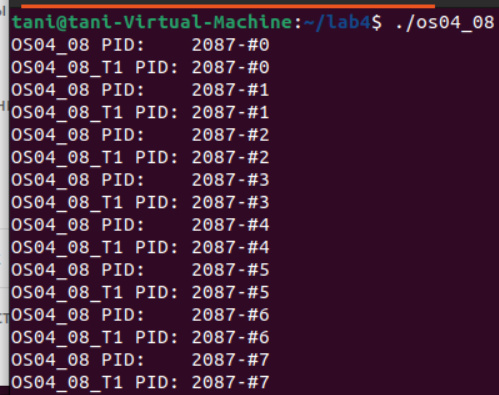 tani@tani-Virtual-Machine:~/lab4$ ./os04_08
OS04_08 PID:    2087-#0
OS04_08_T1 PID: 2087-#0
OS04_08 PID:    2087-#1
OS04_08_T1 PID: 2087-#1
OS04_08 PID:    2087-#2
OS04_08_T1 PID: 2087-#2
OS04_08 PID:    2087-#3
OS04_08_T1 PID: 2087-#3
OS04_08 PID:    2087-#4
OS04_08_T1 PID: 2087-#4
OS04_08 PID:    2087-#5
OS04_08_T1 PID: 2087-#5
OS04_08 PID:    2087-#6
OS04_08_T1 PID: 2087-#6
OS04_08 PID:    2087-#7
OS04_08_T1 PID: 2087-#7